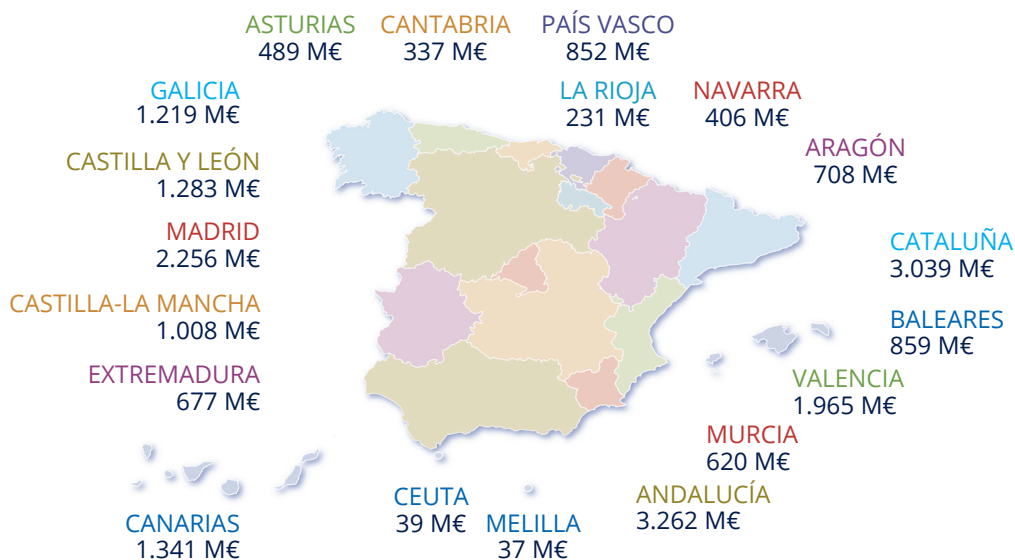 ASTURIAS
489 M€
CANTABRIA
337 M€
PAÍS VASCO
852 M€
GALICIA
1.219 M€
LA RIOJA
231 M€
NAVARRA
406 M€
ARAGÓN
708 M€
CASTILLA Y LEÓN
1.283 M€
MADRID
2.256 M€
CATALUÑA
3.039 M€
CASTILLA-LA MANCHA
1.008 M€
BALEARES
859 M€
EXTREMADURA
677 M€
VALENCIA
1.965 M€
MURCIA
620 M€
ANDALUCÍA
3.262 M€
CEUTA
39 M€
MELILLA
37 M€
CANARIAS
1.341 M€